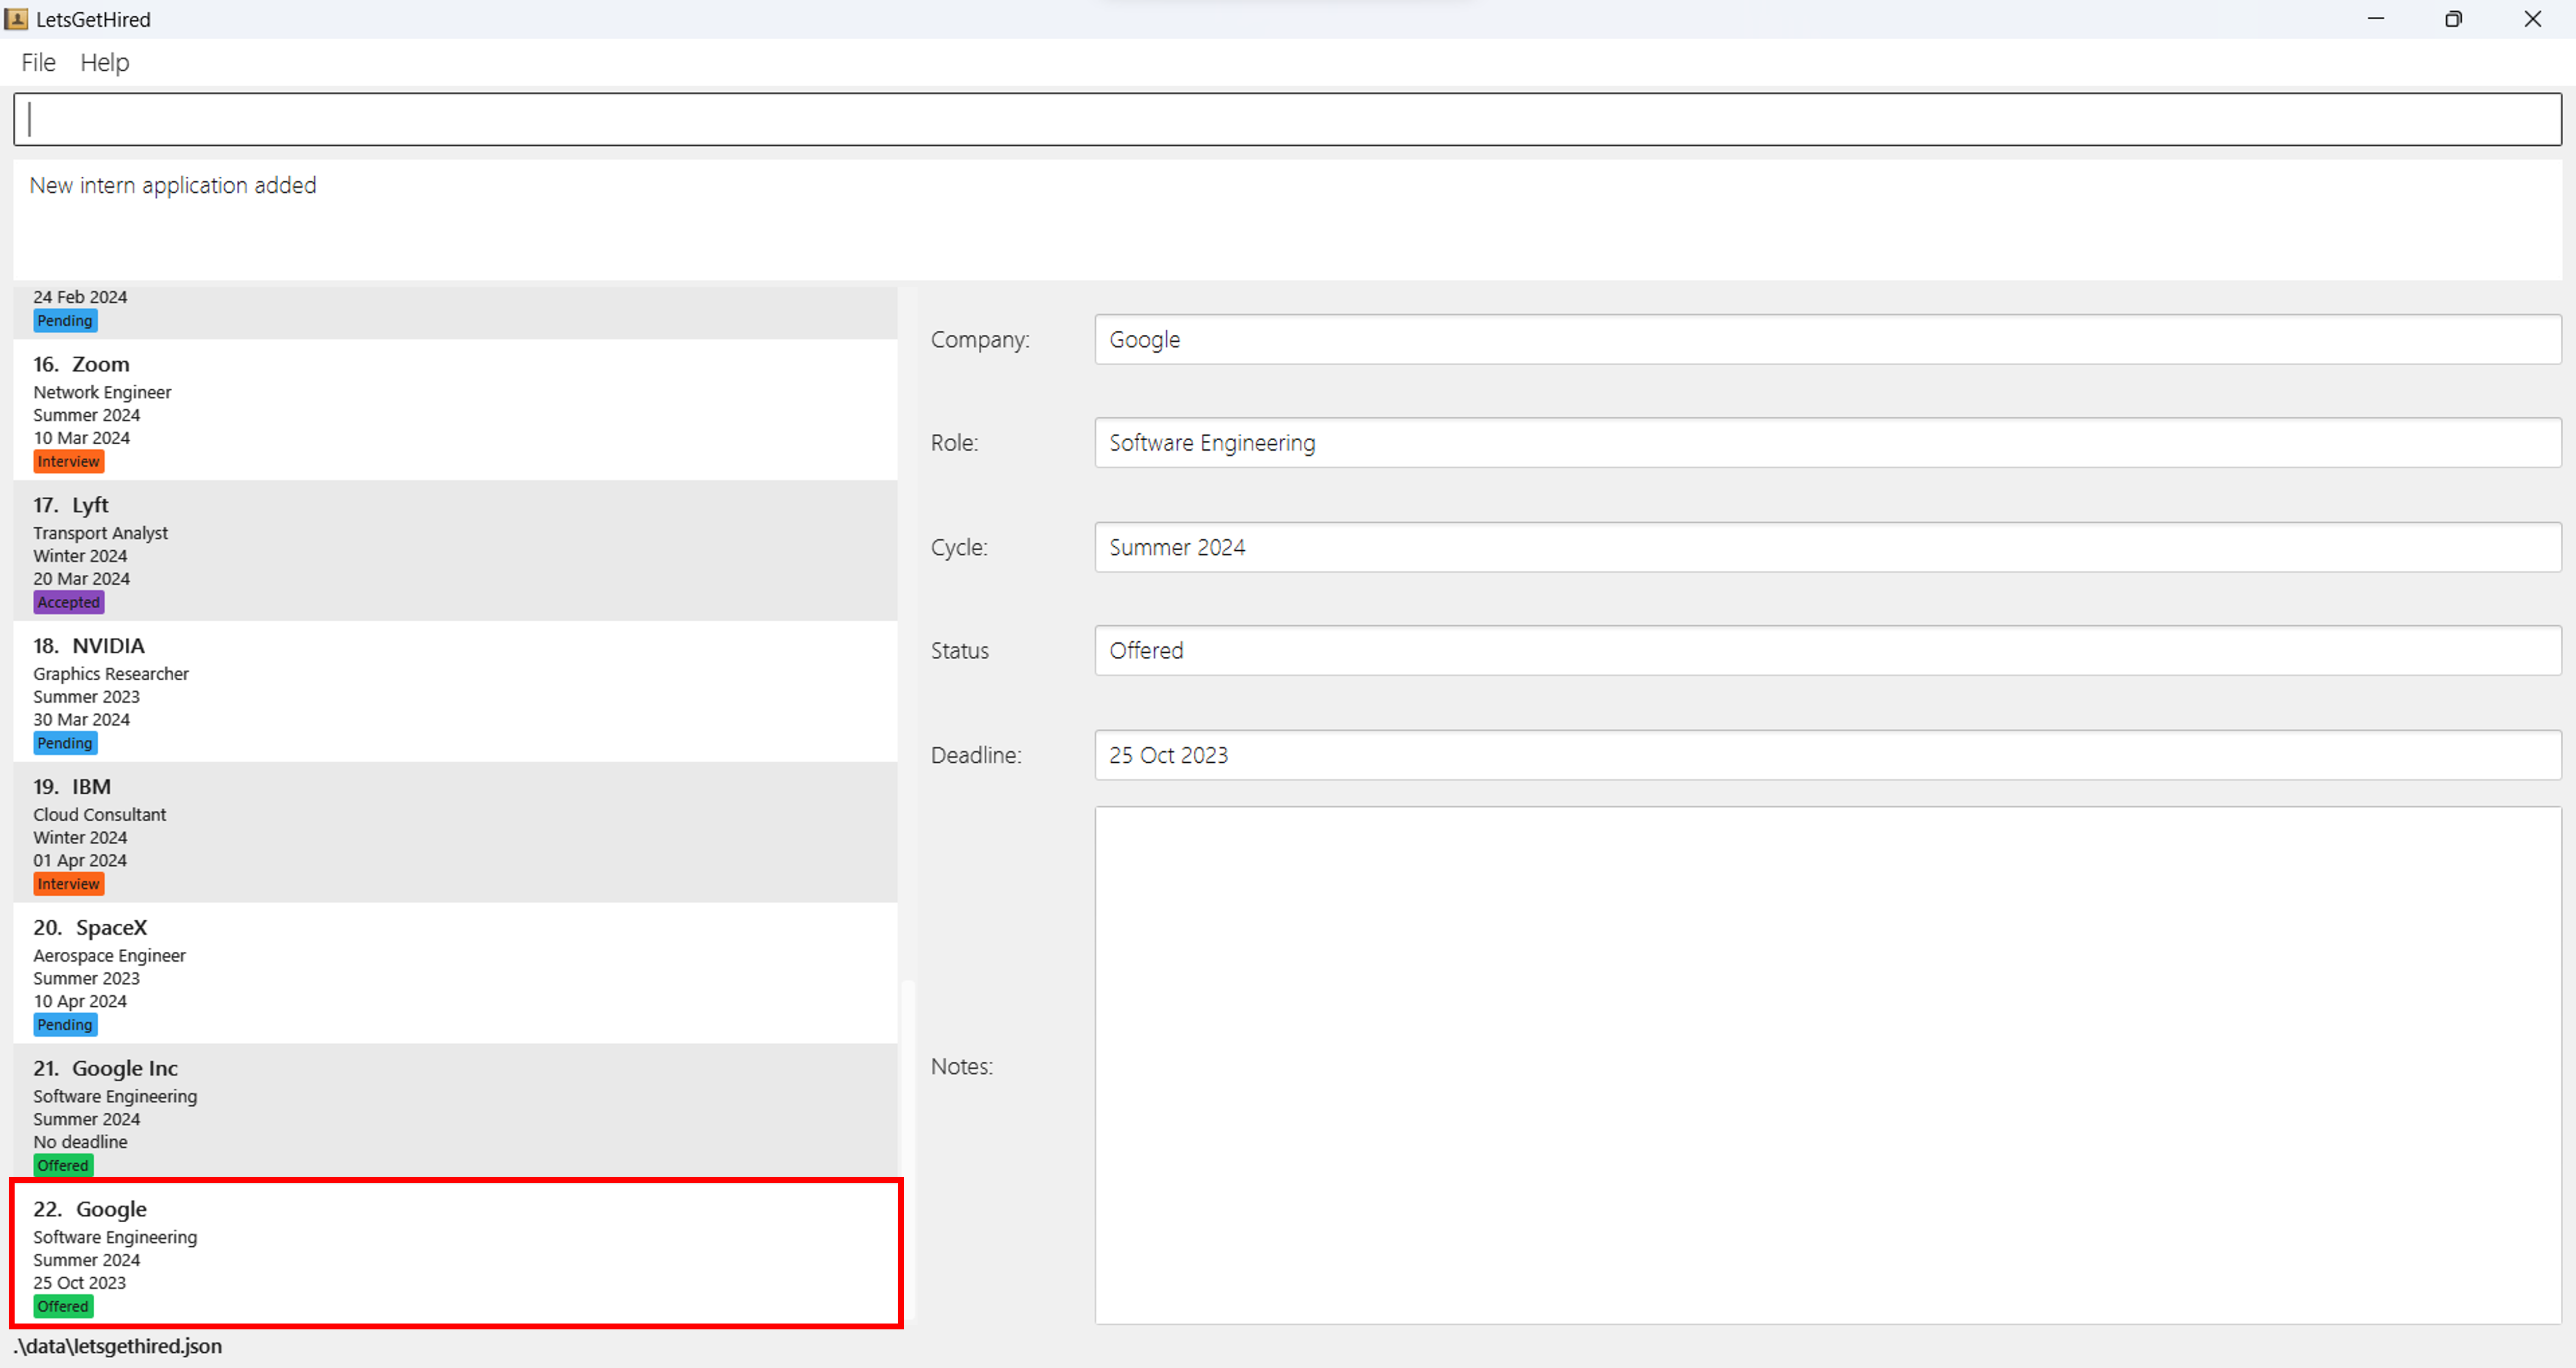 LetsGetHired
File Help
New intern application added
24 Feb 2024
Pending
16. Zoom
Network Engineer
Summer 2024
10 Mar 2024
Interview
17. Lyft
Transport Analyst
Winter 2024
20 Mar 2024
Accepted
18. NVIDIA
Graphics Researcher
Summer 2023
30 Mar 2024
Pending
19. IBM
Cloud Consultant
Winter 2024
01 Apr 2024
Interview
20. SpaceX
Aerospace Engineer
Summer 2023
10 Apr 2024
Pending
21. Google Inc
Software Engineering
Summer 2024
No deadline
Offered
22. Google
Software Engineering
Summer 2024
25 Oct 2023
Offered
Company: Google
Role: Software Engineering
Cycle: Summer 2024
Status Offered
Deadline: 25 Oct 2023
Notes:
.\data\letsgethired.json